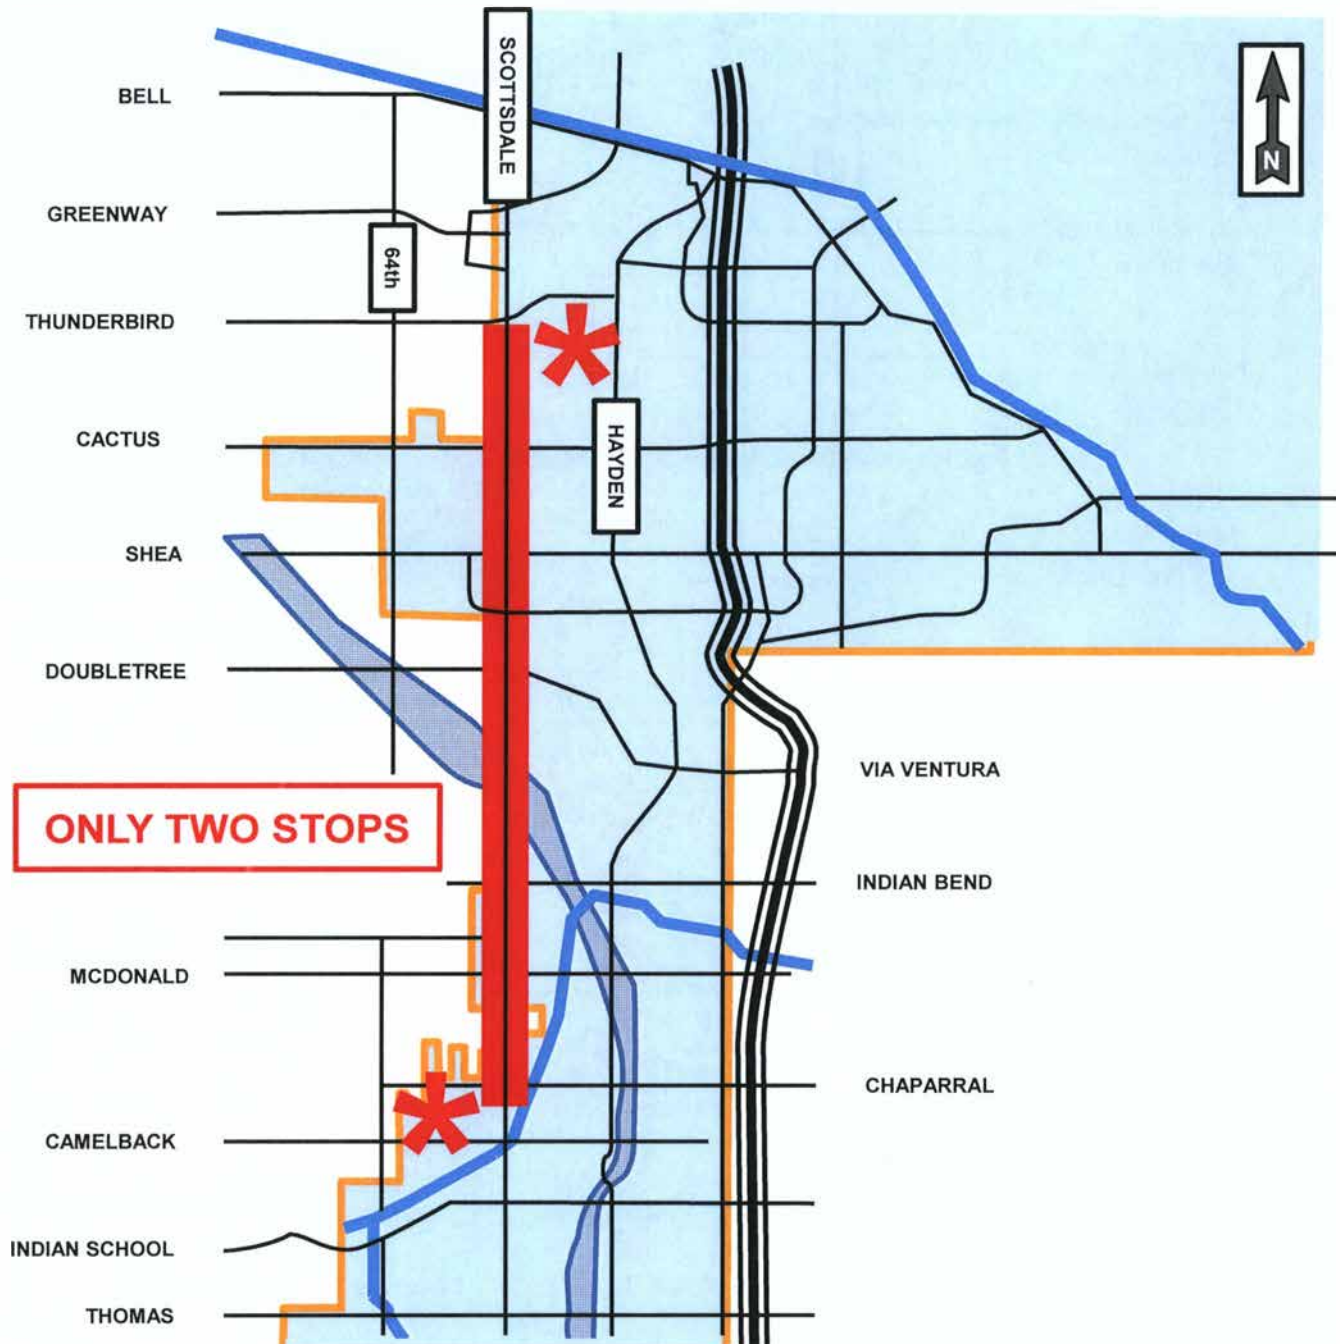 SCOTTSDALE
BELL
N
GREENWAY
64th
THUNDERBIRD
CACTUS
HAYDEN
SHEA
DOUBLETREE
VIA VENTURA
ONLY TWO STOPS
INDIAN BEND
MCDONALD
CHAPARRAL
CAMELBACK
INDIAN SCHOOL
THOMAS